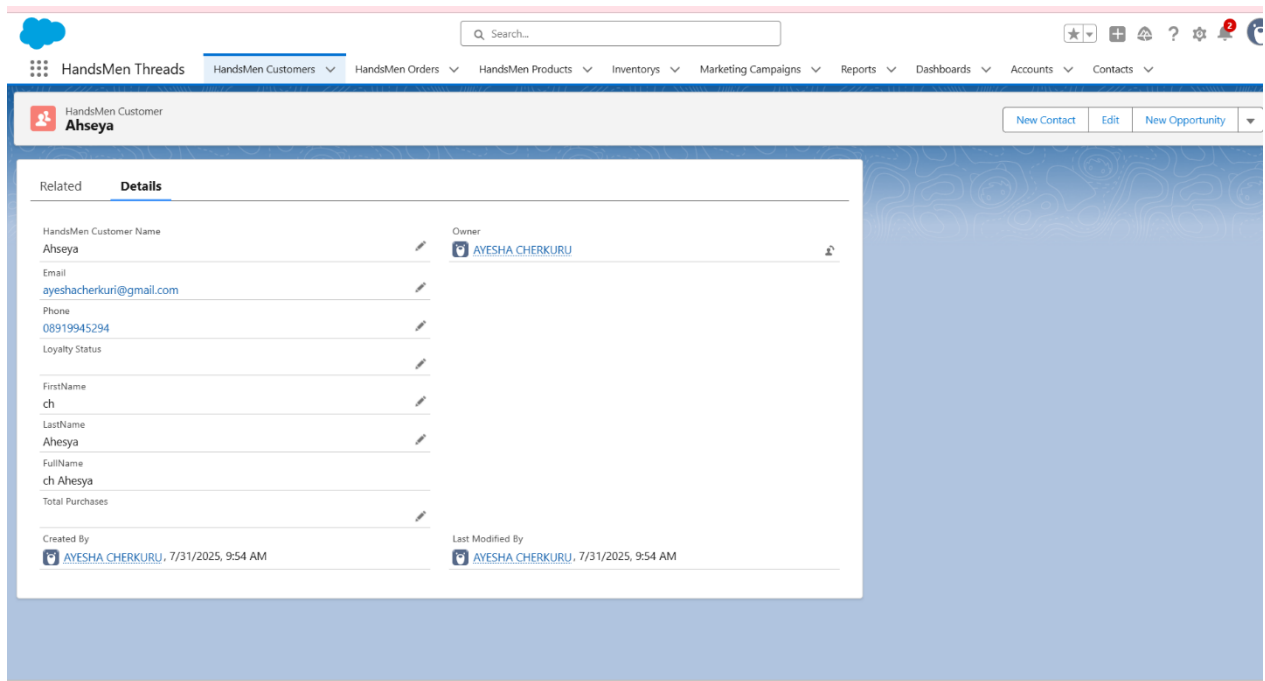 Search...
2
HandsMen Threads HandsMen Customers HandsMen Orders HandsMen Products Inventorys Marketing Campaigns Reports Dashboards Accounts Contacts
HandsMen Customer
Ahseya
New Contact Edit New Opportunity
Related Details
HandsMen Customer Name Owner
Ahseya AYESHA CHERKURU
Email
ayeshacherkuri@gmail.com
Phone
08919945294
Loyalty Status
FirstName
ch
LastName
Ahesya
FullName
ch Ahesya
Total Purchases
Created By Last Modified By
AYESHA CHERKURU, 7/31/2025, 9:54 AM AYESHA CHERKURU, 7/31/2025, 9:54 AM